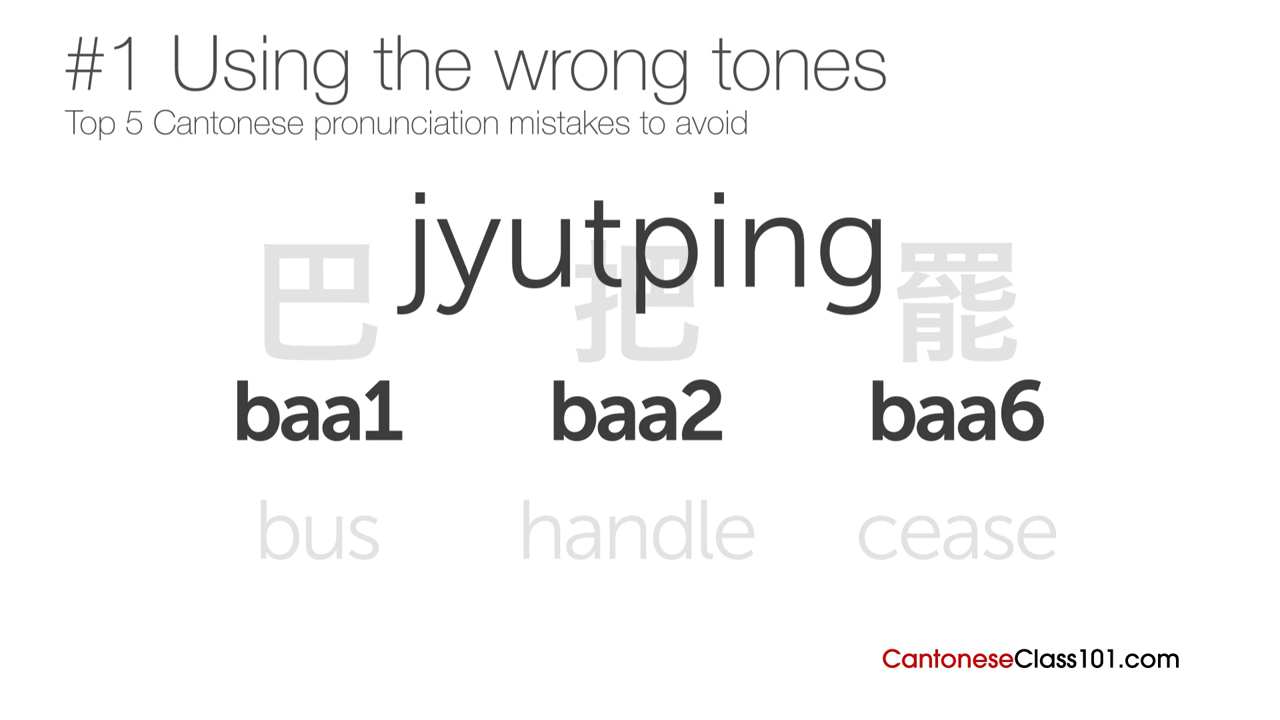 #1 Using the wrong tones
Top 5 Cantonese pronunciation mistakes to avoid
jyutping
巴 把 罷
baa1 baa2 baa6
bus handle cease
CantoneseClass101.com